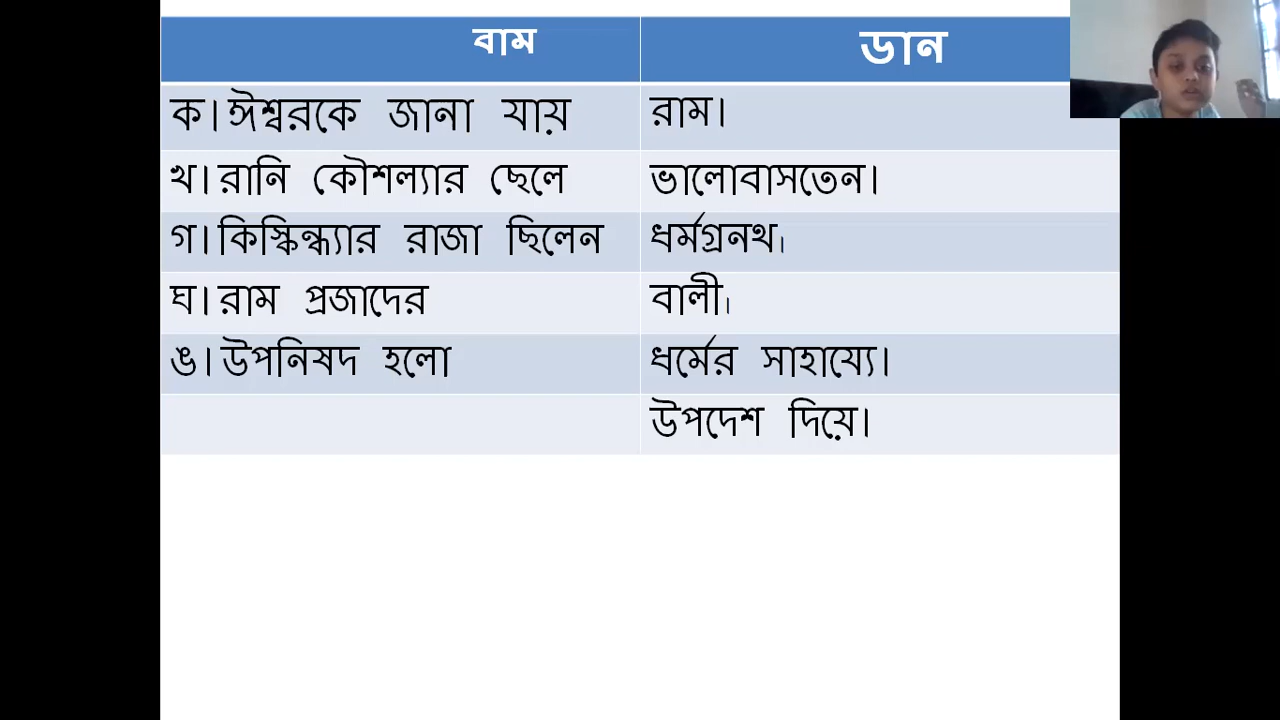 বাম ডান
ক। ঈশ্বরকে জানা যায় রাম।
খ। রানি কৌশল্যার ছেলে ভালোবাসতেন।
গ। কিস্কিন্ধ্যার রাজা ছিলেন ধর্মগ্রনথ।
ঘ। রাম প্রজাদের বালী।
ঙ। উপনিষদ হলো ধর্মের সাহায্যে।
উপদেশ দিয়ে।